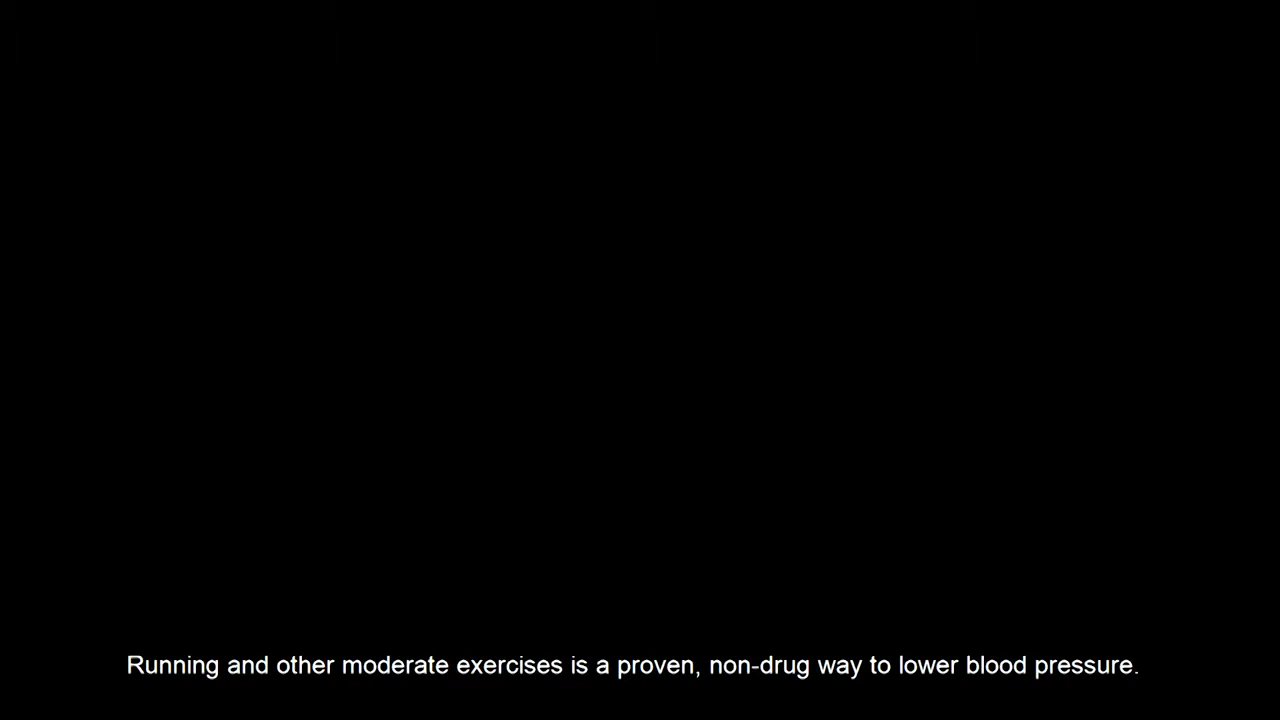 Running and other moderate exercises is a proven, non-drug way to lower blood pressure.